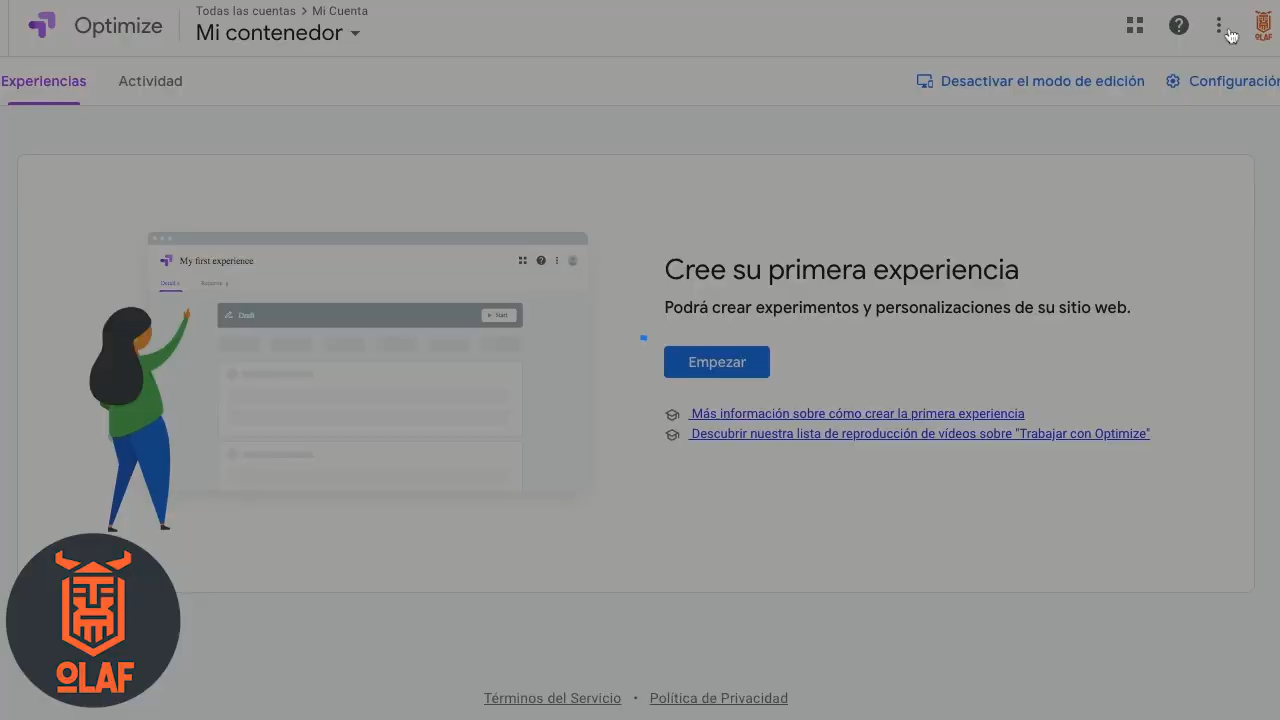 Optimize
Todas las cuentas > Mi Cuenta
Mi contenedor
OLAF
Experiencias
Actividad
Desactivar el modo de edición
Configuración
My first experience
Draft
Start
Cree su primera experiencia
Podrá crear experimentos y personalizaciones de su sitio web.
Empezar
Más información sobre cómo crear la primera experiencia
Descubrir nuestra lista de reproducción de vídeos sobre "Trabajar con Optimize"
OLAF
Términos del Servicio • Política de Privacidad